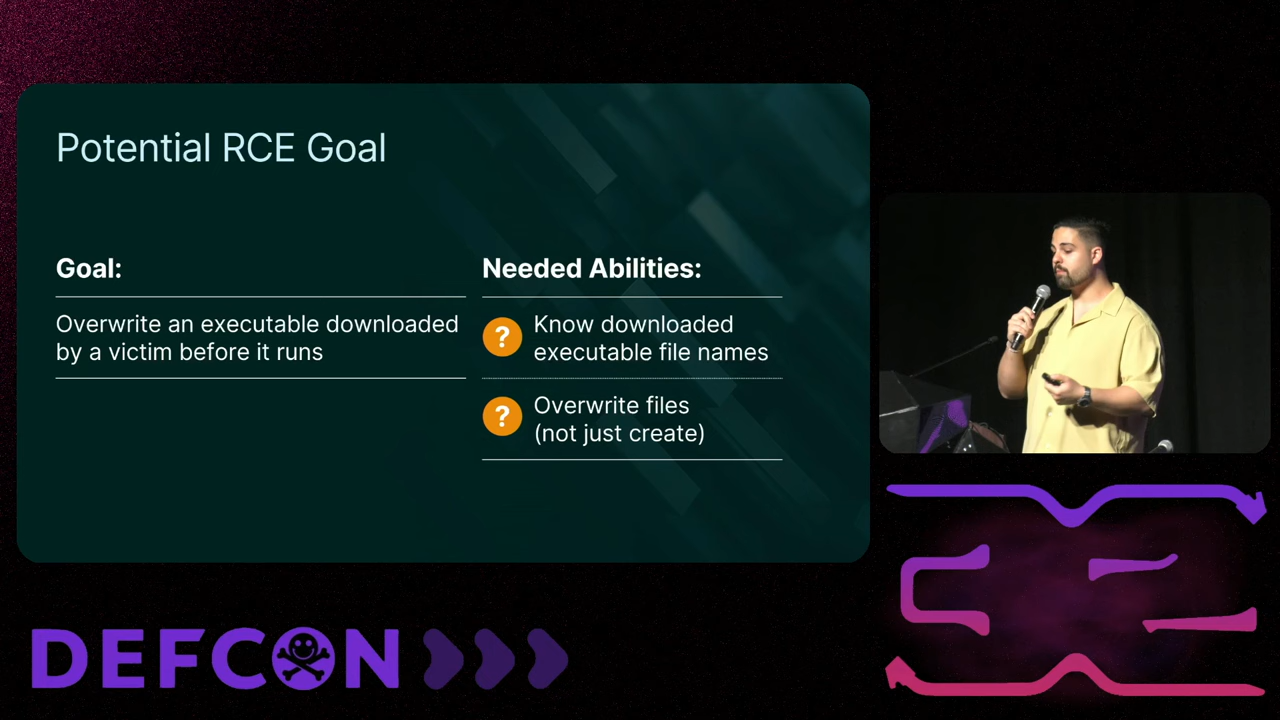 Potential RCE Goal
Goal:
Overwrite an executable downloaded
by a victim before it runs
Needed Abilities:
? Know downloaded
executable file names
? Overwrite files
(not just create)
DEFCON